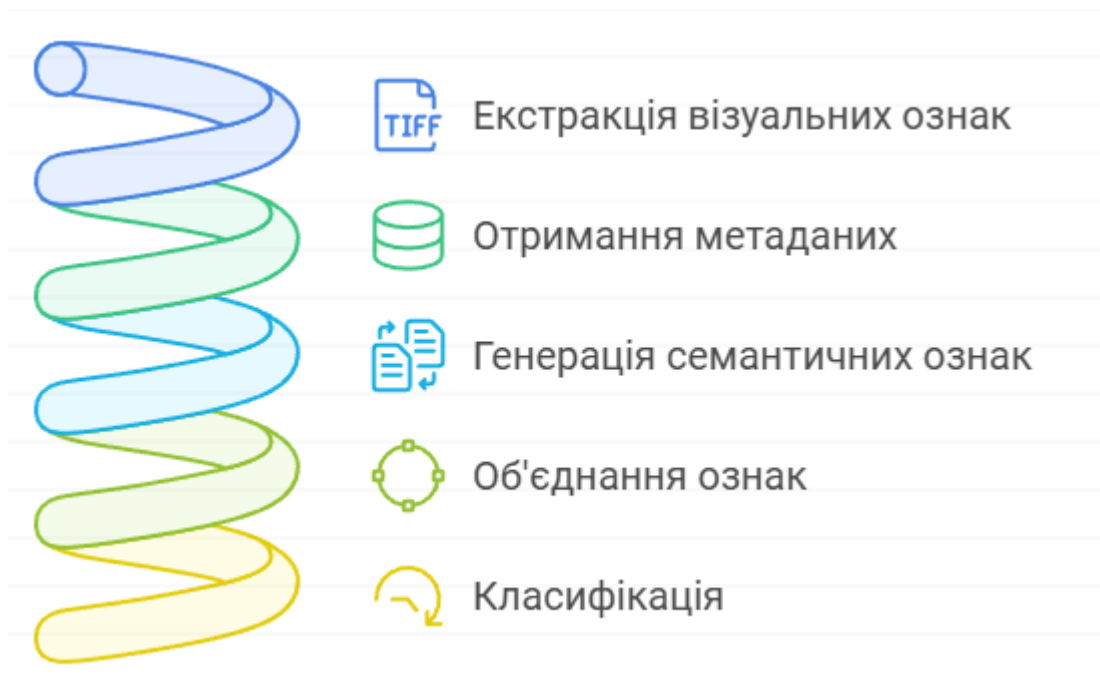 TIFF
Екстракція візуальних ознак
Отримання метаданих
Генерація семантичних ознак
Об'єднання ознак
Класифікація